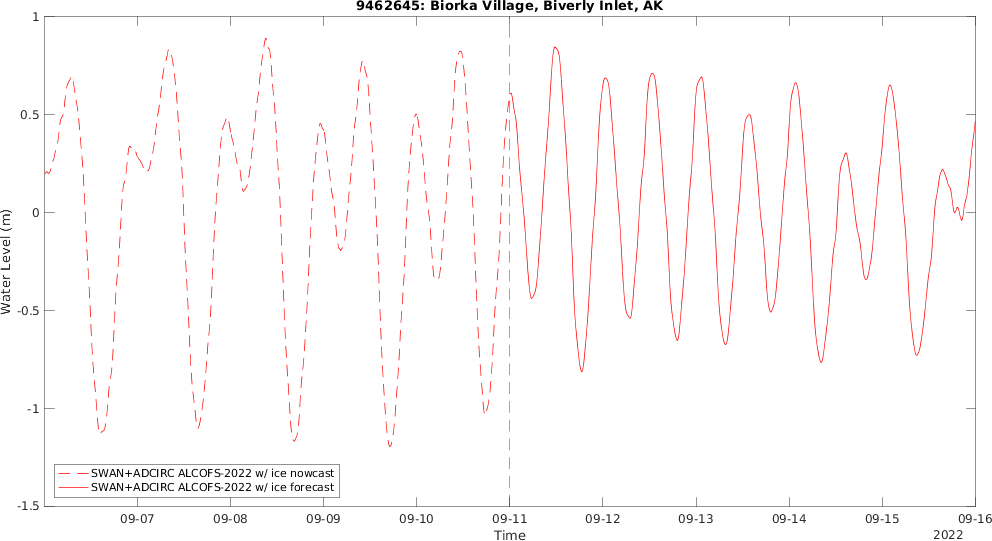 9462645: Biorka Village, Biverly Inlet, AK
Water Level (m)
1
0.5
0
-0.5
-1
-1.5
SWAN+ADCIRC ALCOFS-2022 w/ ice nowcast
SWAN+ADCIRC ALCOFS-2022 w/ ice forecast
09-07 09-08 09-09 09-10 09-11 09-12 09-13 09-14 09-15 09-16
Time
2022